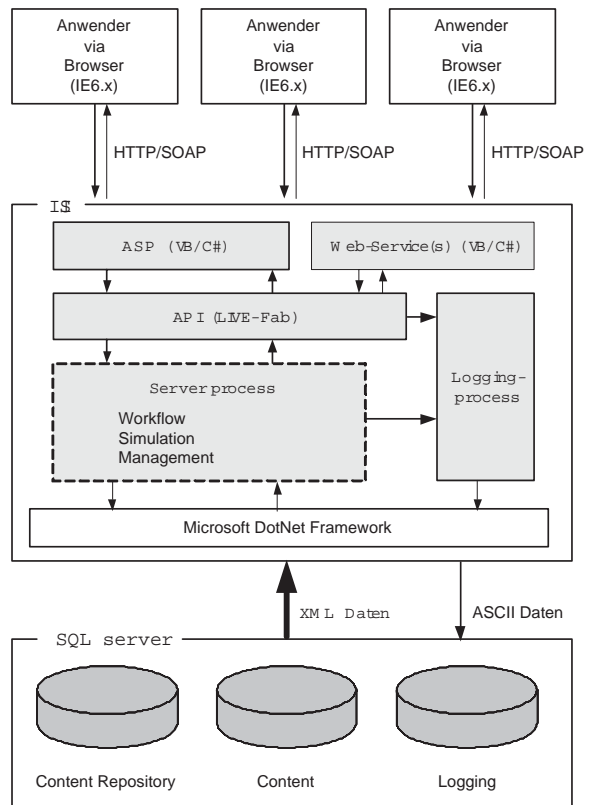 Anwender
via
Browser
(IE6.x)
Anwender
via
Browser
(IE6.x)
Anwender
via
Browser
(IE6.x)
HTTP/SOAP
HTTP/SOAP
HTTP/SOAP
IIS
ASP (VB/C#)
Web-Service(s) (VB/C#)
API (LIVE-Fab)
Logging-
process
Serverprocess
Workflow
Simulation
Management
Microsoft DotNet Framework
XML Daten
ASCII Daten
SQL server
Content Repository
Content
Logging